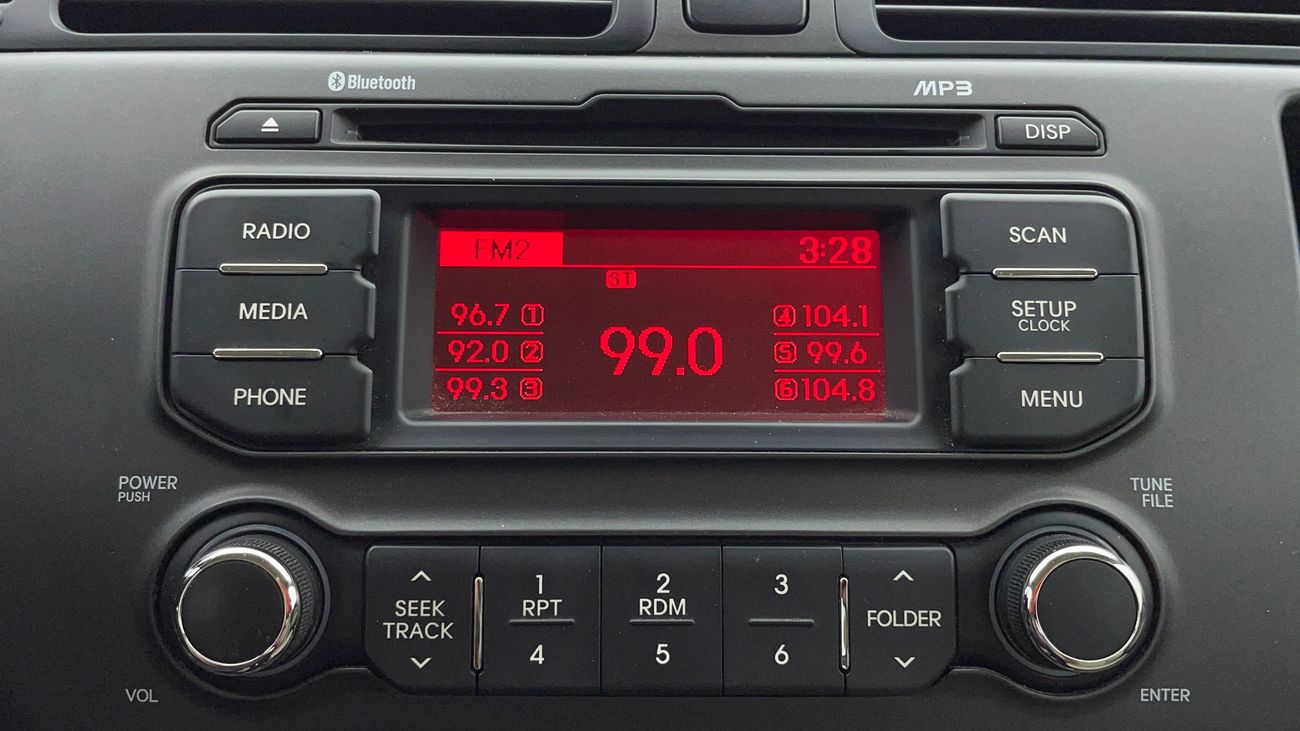 Bluetooth
MP3
DISP
RADIO
MEDIA
PHONE
FM2
3:28
ST
96.7 1
92.0 2
99.3 3
99.0
4 104.1
5 99.6
6 104.8
SCAN
SETUP
CLOCK
MENU
POWER
PUSH
VOL
SEEK
TRACK
1
RPT
4
2
RDM
5
3
6
FOLDER
TUNE
FILE
ENTER